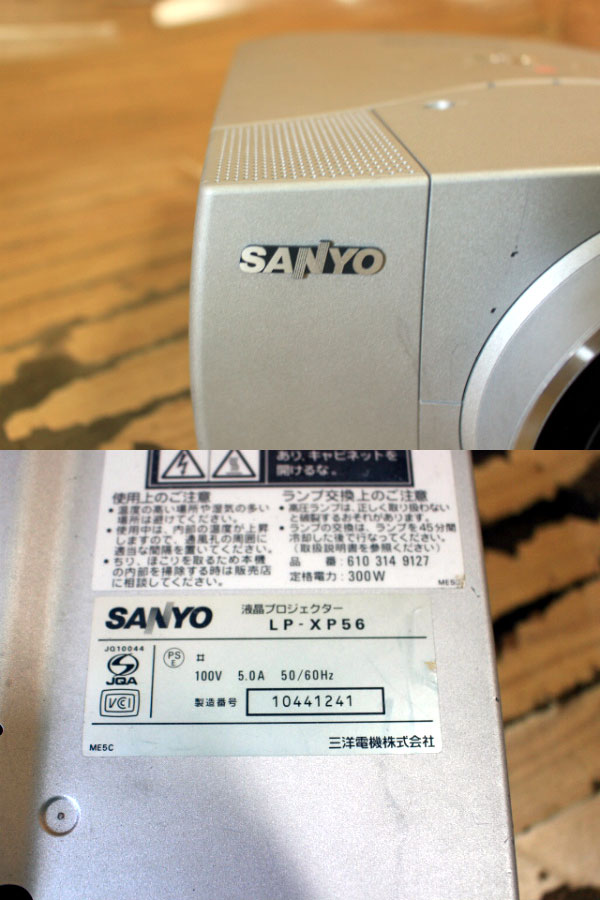 SANYO
あり、キャビネットを
開けるな。
使用上のご注意
・温度の高い場所や湿気の多い
場所は避けてください。
・使用中は、内部の温度が上昇
しますので、通風孔の周囲に
適当な間隔を置いてください。
・ちり、ほこりを取るため本機
の内部を掃除する時は販売店
に相談してください。
ランプ交換上のご注意
・高圧ランプは、正しく取り扱わない
と破裂するおそれがあります。
・ランプの交換は、ランプを45分間
冷却した後で行なってください。
(取扱説明書を参照ください)
品 番: 610 314 9127
定格電力: 300W
SANYO
液晶プロジェクター
LP-XP56
JQ10044
JQA
VCI
PS
E
100V 5.0A 50/60Hz
製造番号 10441241
ME5C
三洋電機株式会社